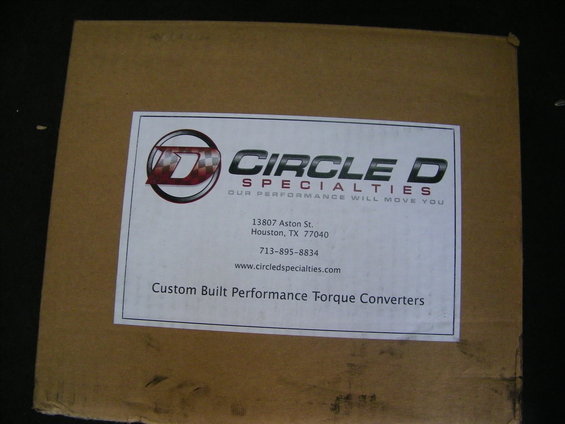 D CIRCLE D
SPECIALTIES
OUR PERFORMANCE WILL MOVE YOU
13807 Aston St.
Houston, TX 77040
713-895-8834
www.circledspecialties.com
Custom Built Performance Torque Converters